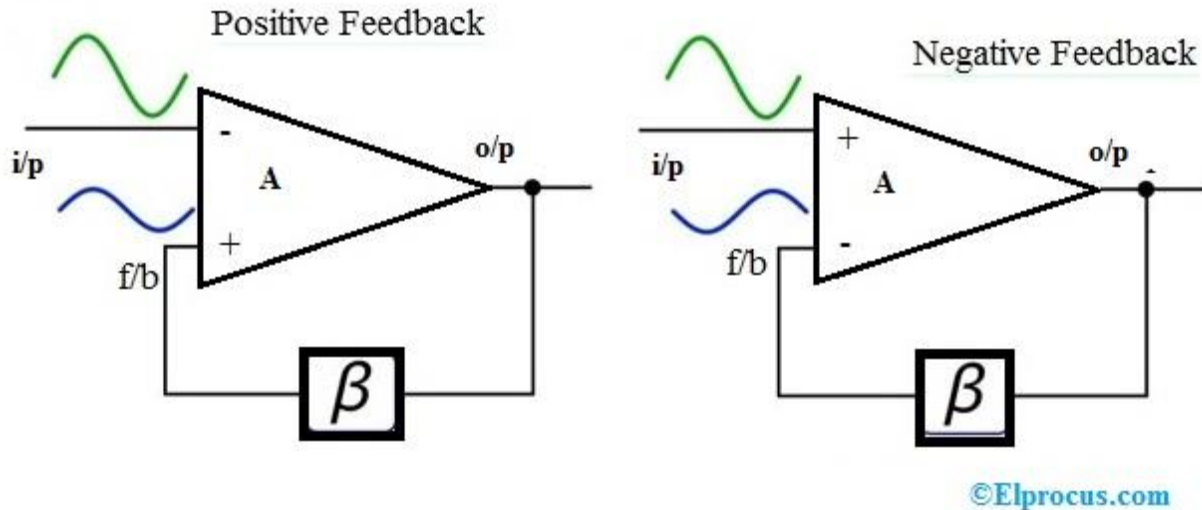 Positive Feedback
-
i/p
A
o/p
+
f/b
β
Negative Feedback
+
i/p
A
o/p
-
f/b
β
©Elprocus.com